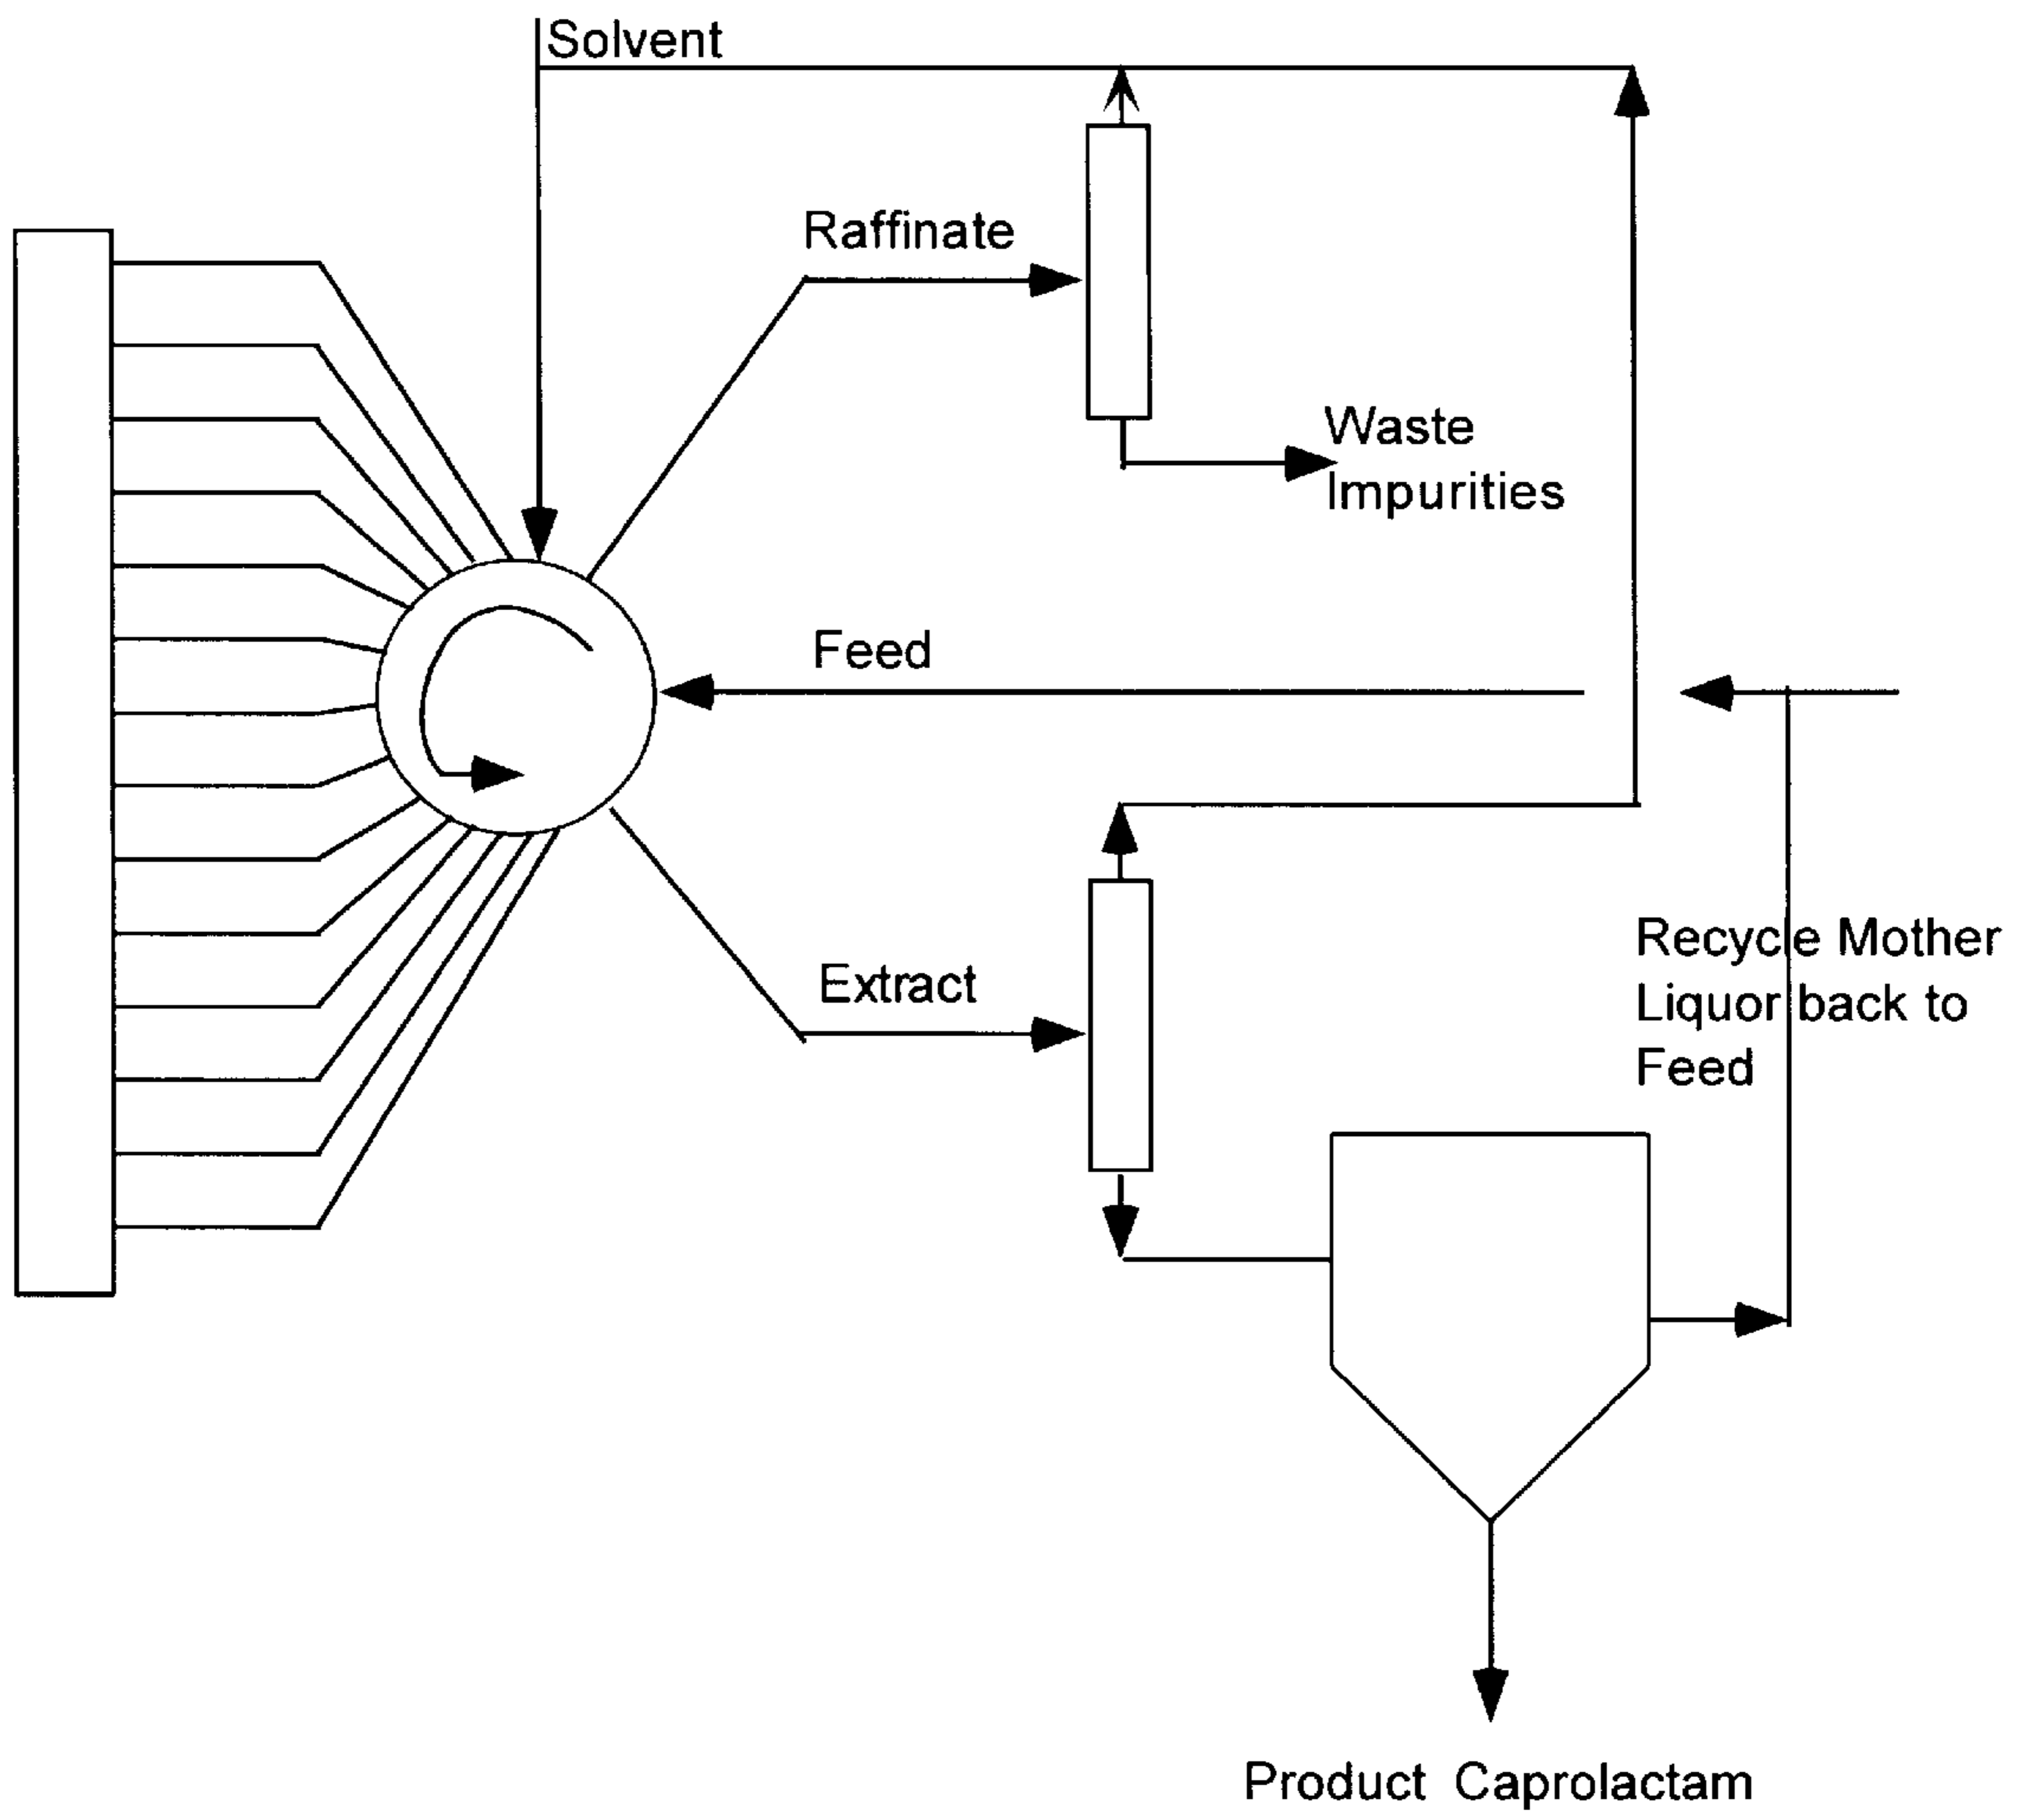 Solvent
Raffinate
Waste
Impurities
Feed
Extract
Recycle Mother
Liquor back to
Feed
Product Caprolactam